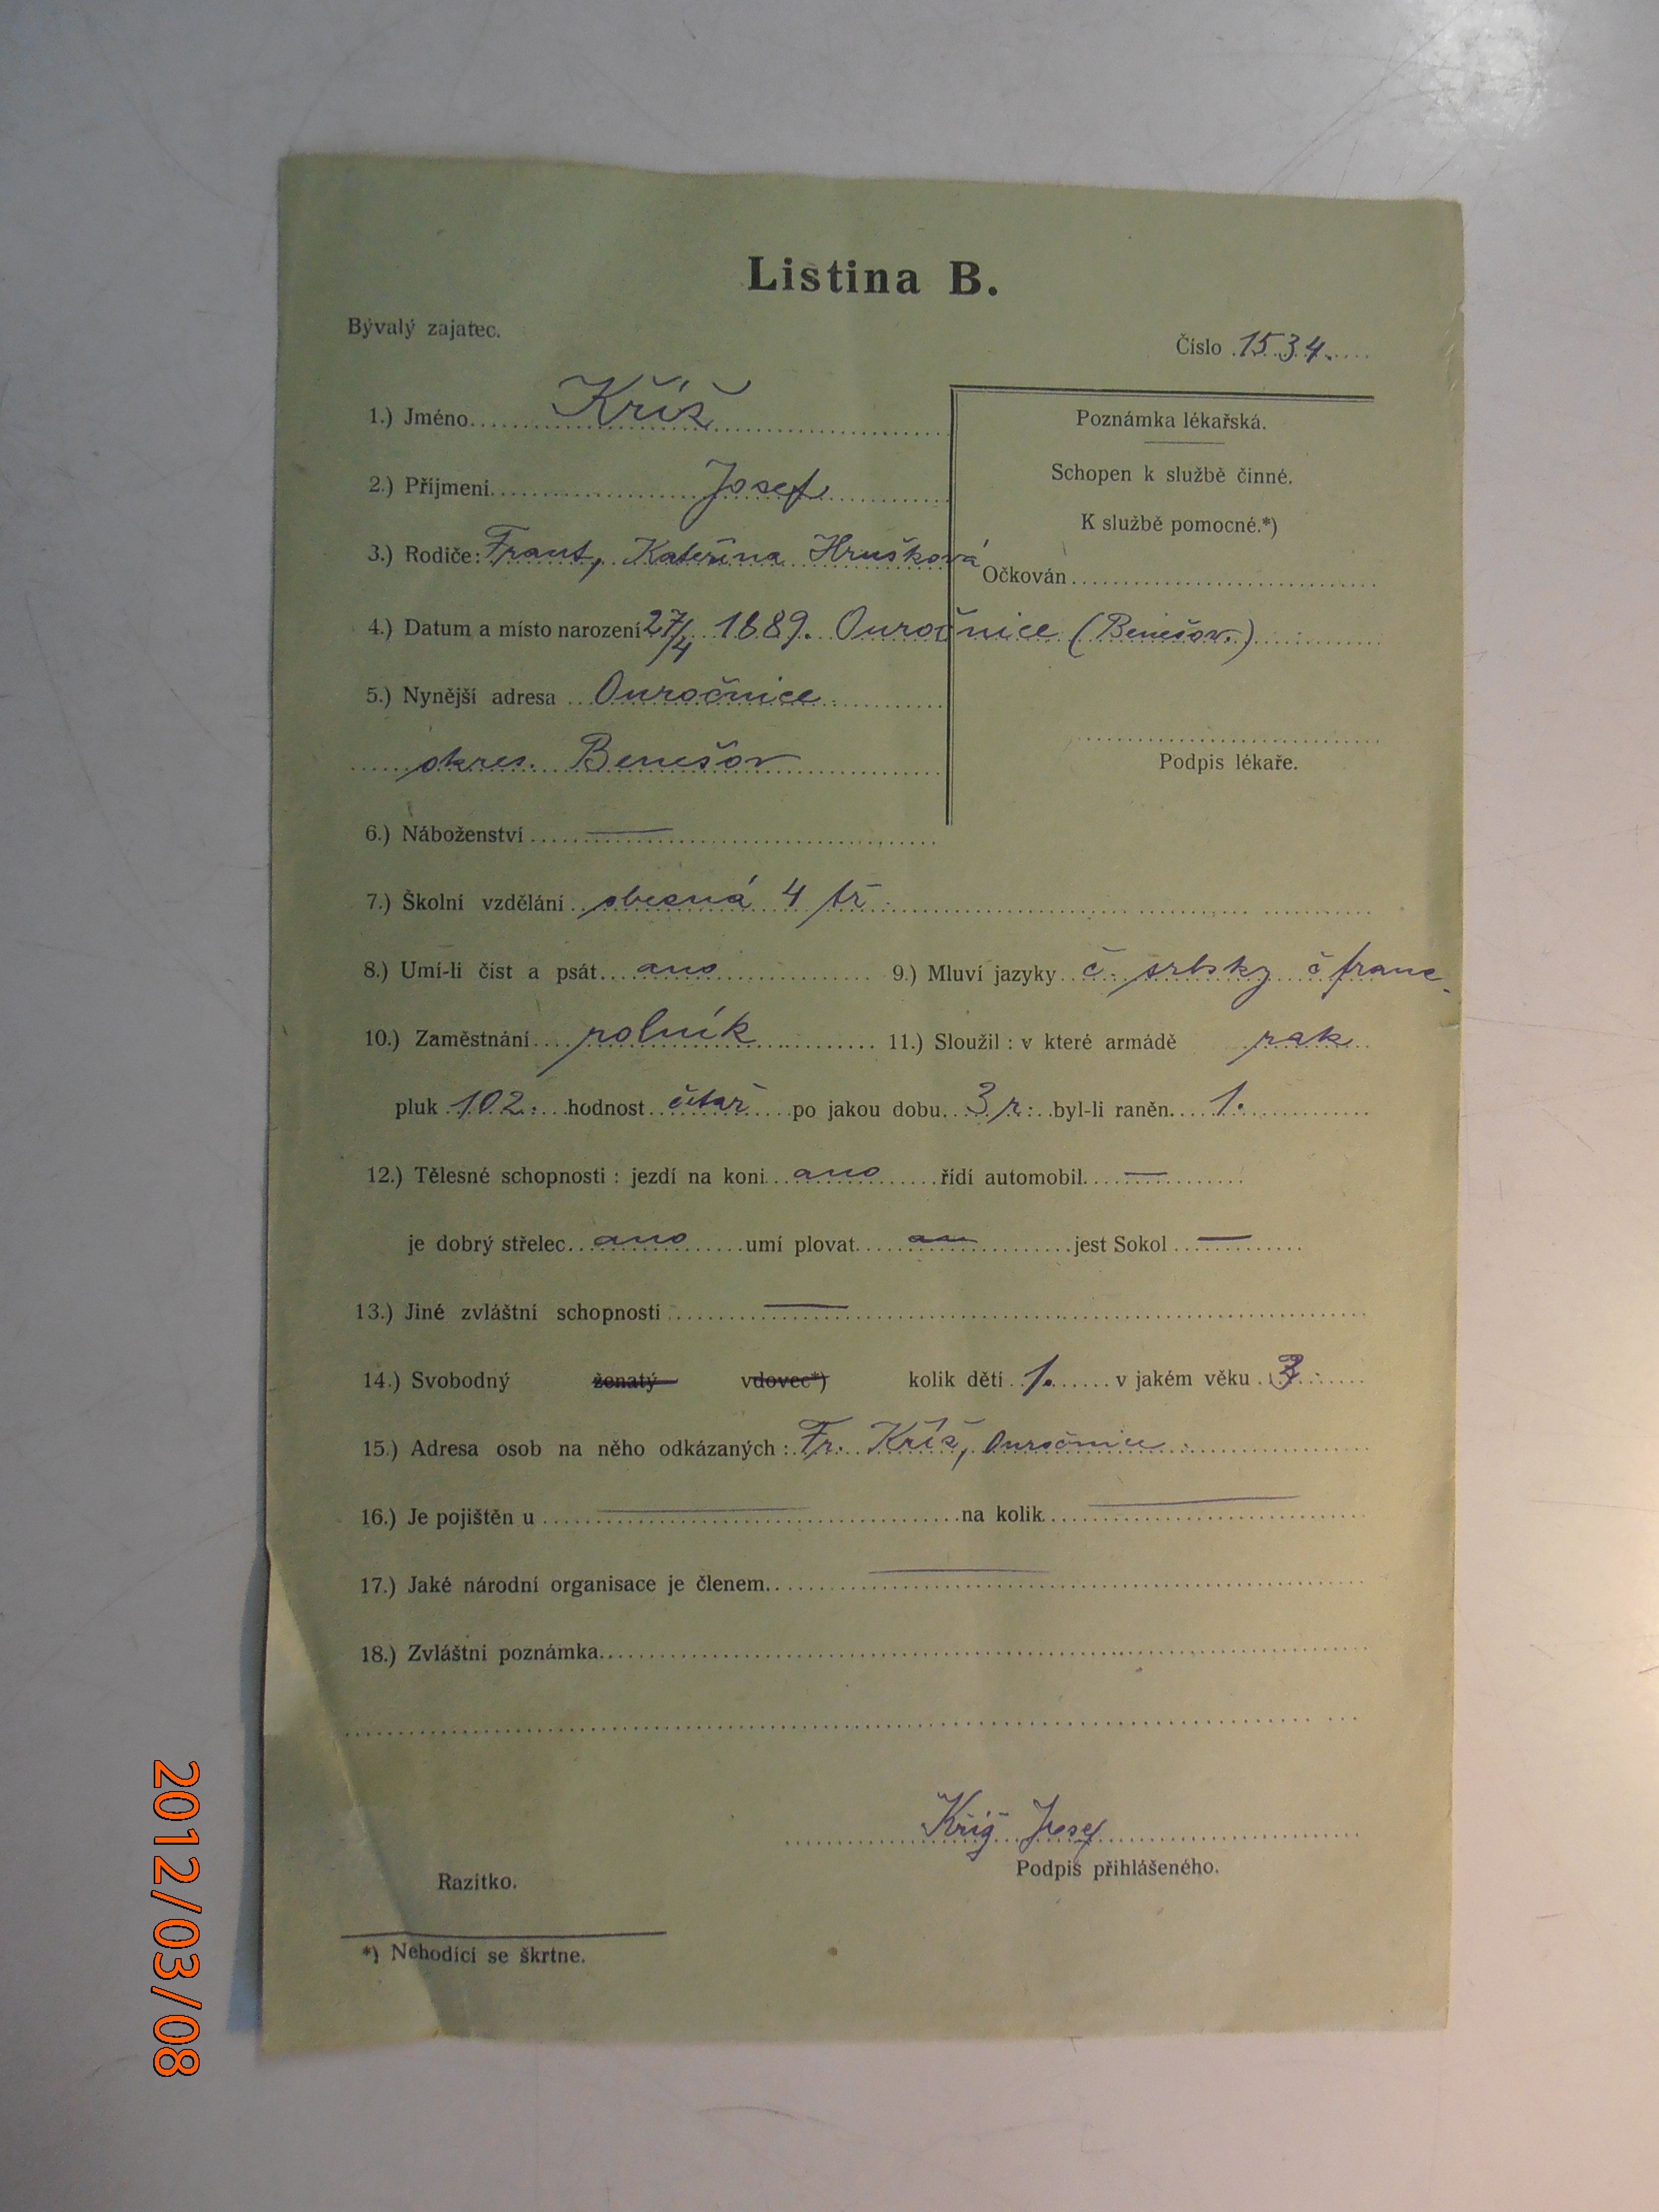 Listina B.
Bývalý zajatec.
Číslo 1534.
1.) Jméno Kříž
2.) Příjmení Josef
3.) Rodiče: Frant, Kateřina Hrušková
4.) Datum a místo narození 27/4 1889. Ouročnice (Benešov.)
5.) Nynější adresa Ouročnice
okres. Benešov
Poznámka lékařská.
Schopen k službě činné.
K službě pomocné.*)
Očkován
Podpis lékaře.
6.) Náboženství —
7.) Školní vzdělání obecná 4 tř
8.) Umí-li číst a psát ano 9.) Mluví jazyky č. srbsky č franc.
10.) Zaměstnání rolník 11.) Sloužil : v které armádě rak
pluk 102. hodnost četař po jakou dobu 3 r. byl-li raněn 1.
12.) Tělesné schopnosti : jezdí na koni ano řídí automobil —
je dobrý střelec ano umí plovat an jest Sokol —
13.) Jiné zvláštní schopnosti —
14.) Svobodný ženatý vdovec*) kolik dětí 1. v jakém věku 3
15.) Adresa osob na něho odkázaných : Fr. Kříž, Ouročnice
16.) Je pojištěn u — na kolik —
17.) Jaké národní organisace je členem —
18.) Zvláštní poznámka
Kříž Josef
Podpis přihlášeného.
Razítko.
*) Nehodící se škrtne.
2012/03/08